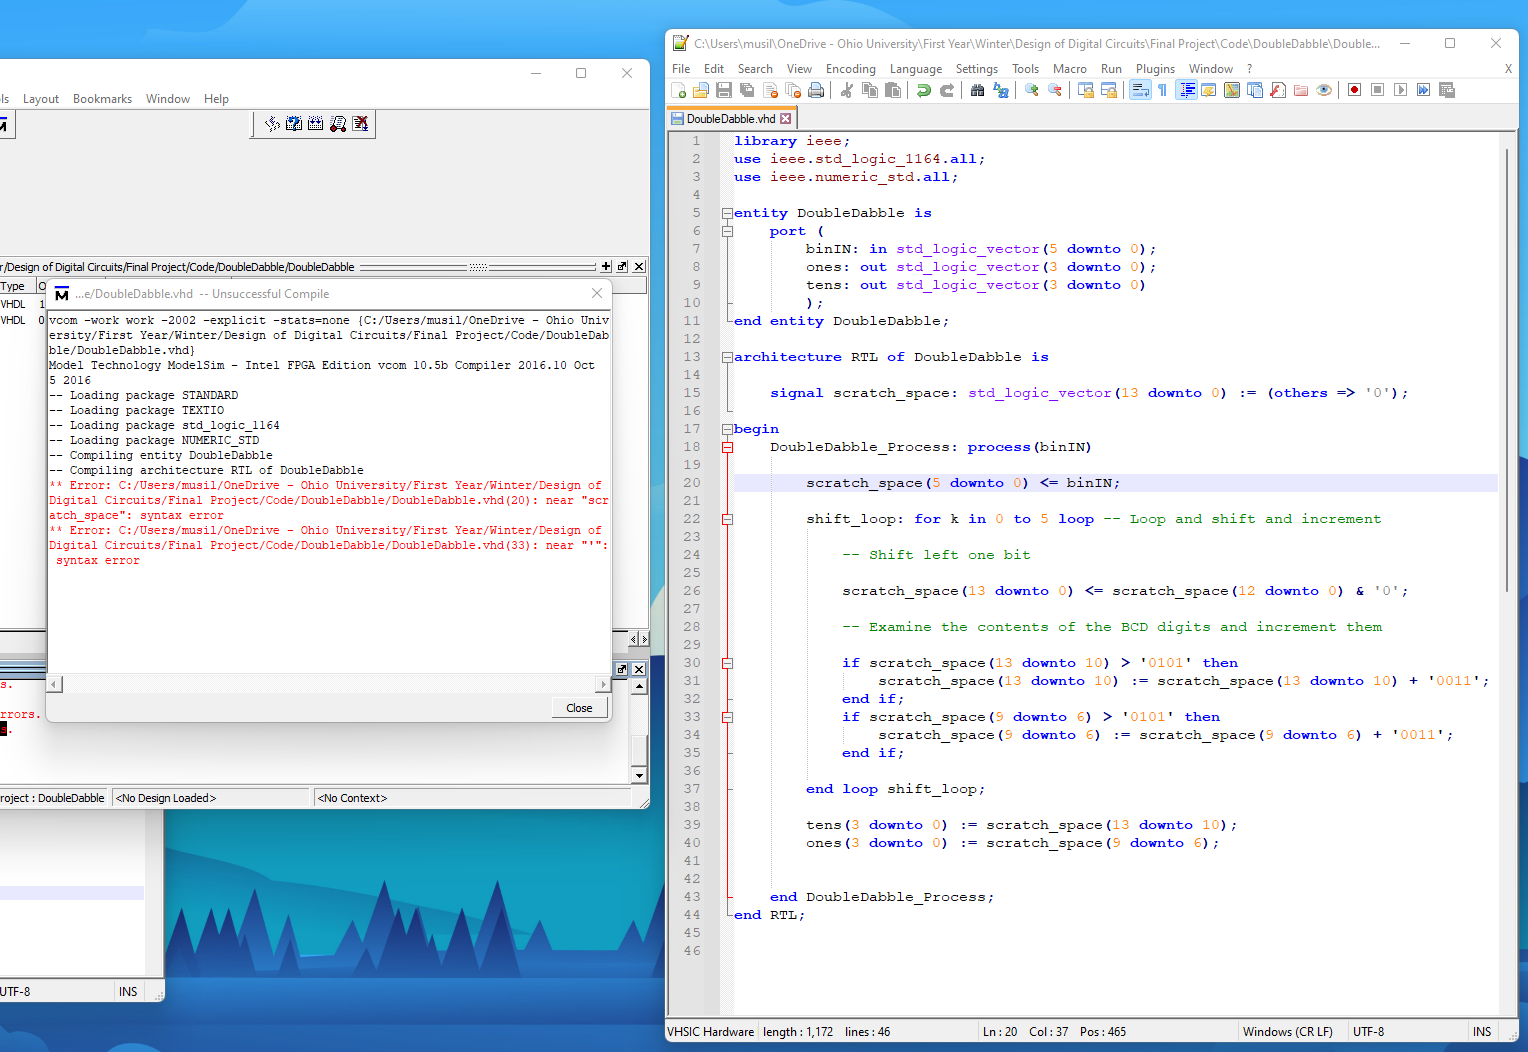 ls Layout Bookmarks Window Help
r/Design of Digital Circuits/Final Project/Code/DoubleDabble/DoubleDabble
Type O
VHDL 1
VHDL 0
...e/DoubleDabble.vhd -- Unsuccessful Compile
vcom -work work -2002 -explicit -stats=none {C:/Users/musil/OneDrive - Ohio Univ
ersity/First Year/Winter/Design of Digital Circuits/Final Project/Code/DoubleDab
ble/DoubleDabble.vhd}
Model Technology ModelSim - Intel FPGA Edition vcom 10.5b Compiler 2016.10 Oct
5 2016
-- Loading package STANDARD
-- Loading package TEXTIO
-- Loading package std_logic_1164
-- Loading package NUMERIC_STD
-- Compiling entity DoubleDabble
-- Compiling architecture RTL of DoubleDabble
** Error: C:/Users/musil/OneDrive - Ohio University/First Year/Winter/Design of
Digital Circuits/Final Project/Code/DoubleDabble/DoubleDabble.vhd(20): near "scr
atch_space": syntax error
** Error: C:/Users/musil/OneDrive - Ohio University/First Year/Winter/Design of
Digital Circuits/Final Project/Code/DoubleDabble/DoubleDabble.vhd(33): near "'":
syntax error
Close
s.
rrors.
s.
roject : DoubleDabble <No Design Loaded> <No Context>
UTF-8 INS
C:\Users\musil\OneDrive - Ohio University\First Year\Winter\Design of Digital Circuits\Final Project\Code\DoubleDabble\Double...
File Edit Search View Encoding Language Settings Tools Macro Run Plugins Window ? X
DoubleDabble.vhd
1 library ieee;
2 use ieee.std_logic_1164.all;
3 use ieee.numeric_std.all;
4
5 entity DoubleDabble is
6 port (
7 binIN: in std_logic_vector(5 downto 0);
8 ones: out std_logic_vector(3 downto 0);
9 tens: out std_logic_vector(3 downto 0)
10 );
11 end entity DoubleDabble;
12
13 architecture RTL of DoubleDabble is
14
15 signal scratch_space: std_logic_vector(13 downto 0) := (others => '0');
16
17 begin
18 DoubleDabble_Process: process(binIN)
19
20 scratch_space(5 downto 0) <= binIN;
21
22 shift_loop: for k in 0 to 5 loop -- Loop and shift and increment
23
24 -- Shift left one bit
25
26 scratch_space(13 downto 0) <= scratch_space(12 downto 0) & '0';
27
28 -- Examine the contents of the BCD digits and increment them
29
30 if scratch_space(13 downto 10) > '0101' then
31 scratch_space(13 downto 10) := scratch_space(13 downto 10) + '0011';
32 end if;
33 if scratch_space(9 downto 6) > '0101' then
34 scratch_space(9 downto 6) := scratch_space(9 downto 6) + '0011';
35 end if;
36
37 end loop shift_loop;
38
39 tens(3 downto 0) := scratch_space(13 downto 10);
40 ones(3 downto 0) := scratch_space(9 downto 6);
41
42
43 end DoubleDabble_Process;
44 end RTL;
45
46
VHSIC Hardware length : 1,172 lines : 46 Ln : 20 Col : 37 Pos : 465 Windows (CR LF) UTF-8 INS